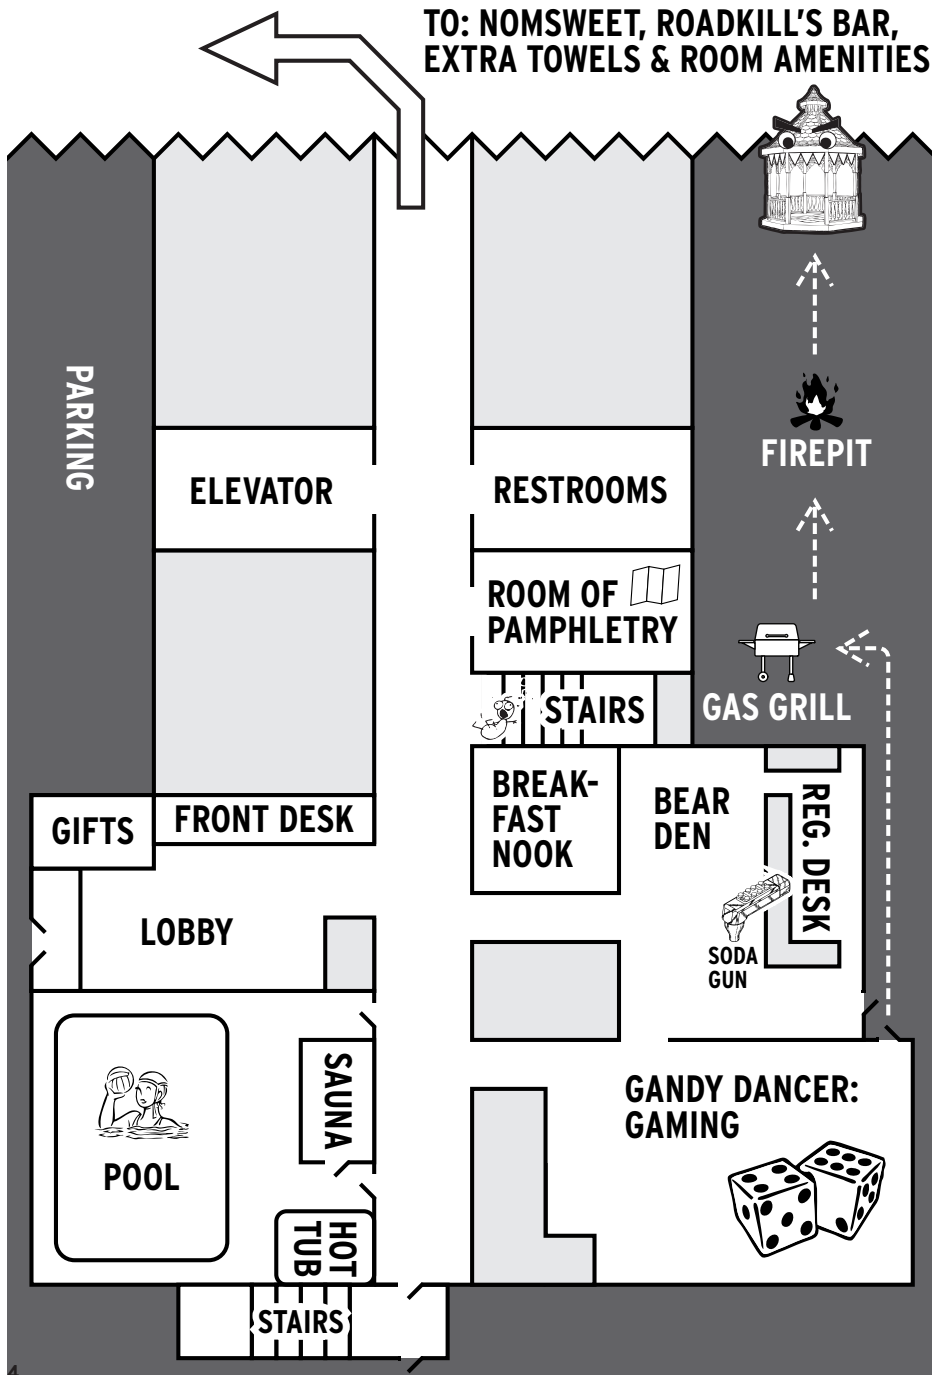 TO: NOMSWEET, ROADKILL'S BAR,
EXTRA TOWELS & ROOM AMENITIES
PARKING
FIREPIT
ELEVATOR
RESTROOMS
ROOM OF
PAMPHLETRY
STAIRS
GAS GRILL
GIFTS
FRONT DESK
BREAK-
FAST
NOOK
BEAR
DEN
REG. DESK
LOBBY
SODA
GUN
SAUNA
POOL
GANDY DANCER:
GAMING
HOT
TUB
STAIRS
4